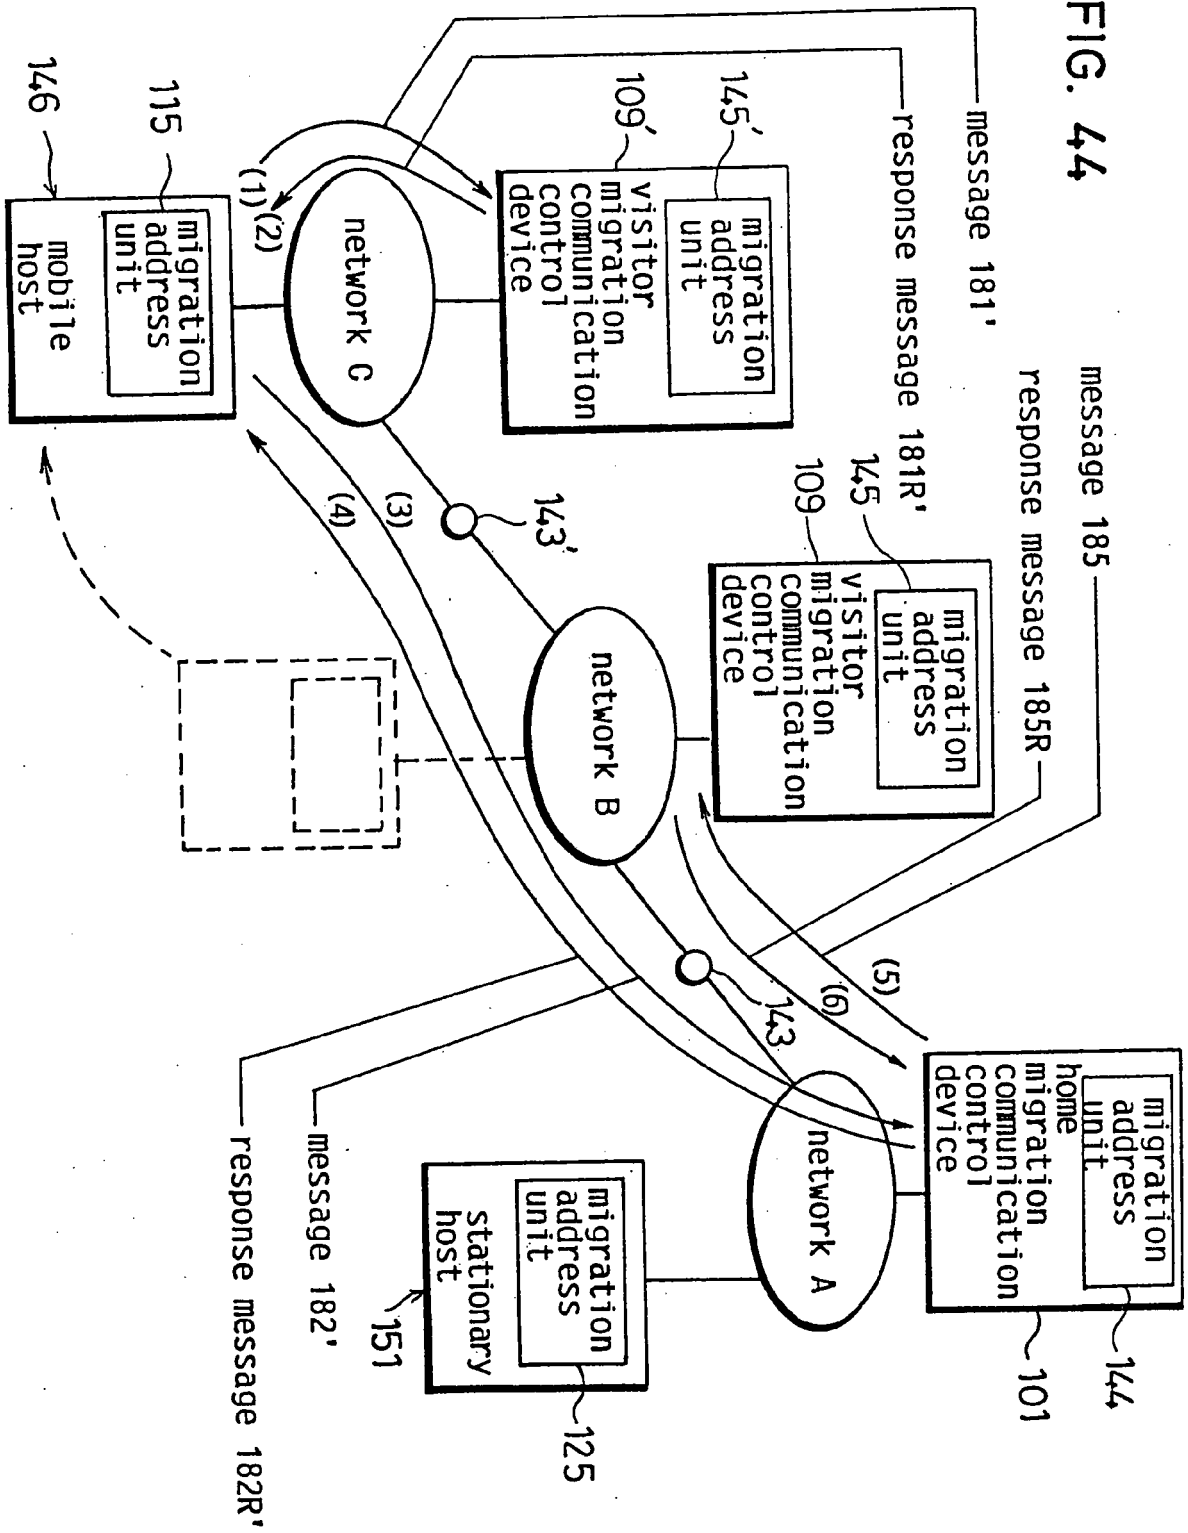 FIG. 44
message 181'
response message 181R'
message 185
response message 185R
145'
109'
migration
address
unit
visitor
migration
communication
control
device
145
109
migration
address
unit
visitor
migration
communication
control
device
migration
address
unit
home
migration
communication
control
device
144
101
(1)
(2)
network C
143'
network B
143
(5)
(6)
network A
146
115
migration
address
unit
mobile
host
(3)
(4)
migration
address
unit
stationary
host
125
151
message 182'
response message 182R'